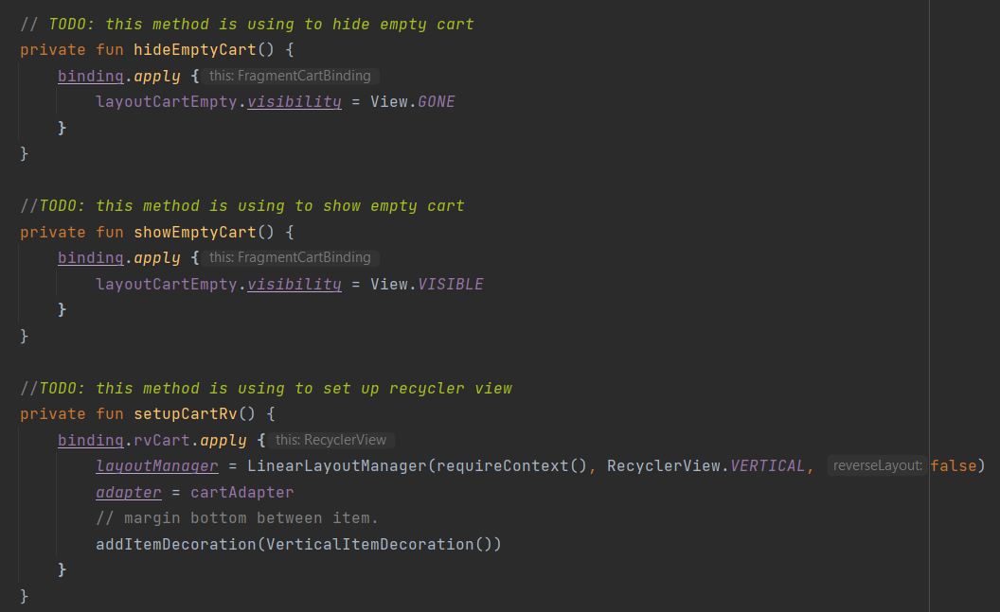 // TODO: this method is using to hide empty cart
private fun hideEmptyCart() {
binding.apply { this: FragmentCartBinding
layoutCartEmpty.visibility = View.GONE
}
}
//TODO: this method is using to show empty cart
private fun showEmptyCart() {
binding.apply { this: FragmentCartBinding
layoutCartEmpty.visibility = View.VISIBLE
}
}
//TODO: this method is using to set up recycler view
private fun setupCartRv() {
binding.rvCart.apply { this: RecyclerView
layoutManager = LinearLayoutManager(requireContext(), RecyclerView.VERTICAL, reverseLayout: false)
adapter = cartAdapter
// margin bottom between item.
addItemDecoration(VerticalItemDecoration())
}
}